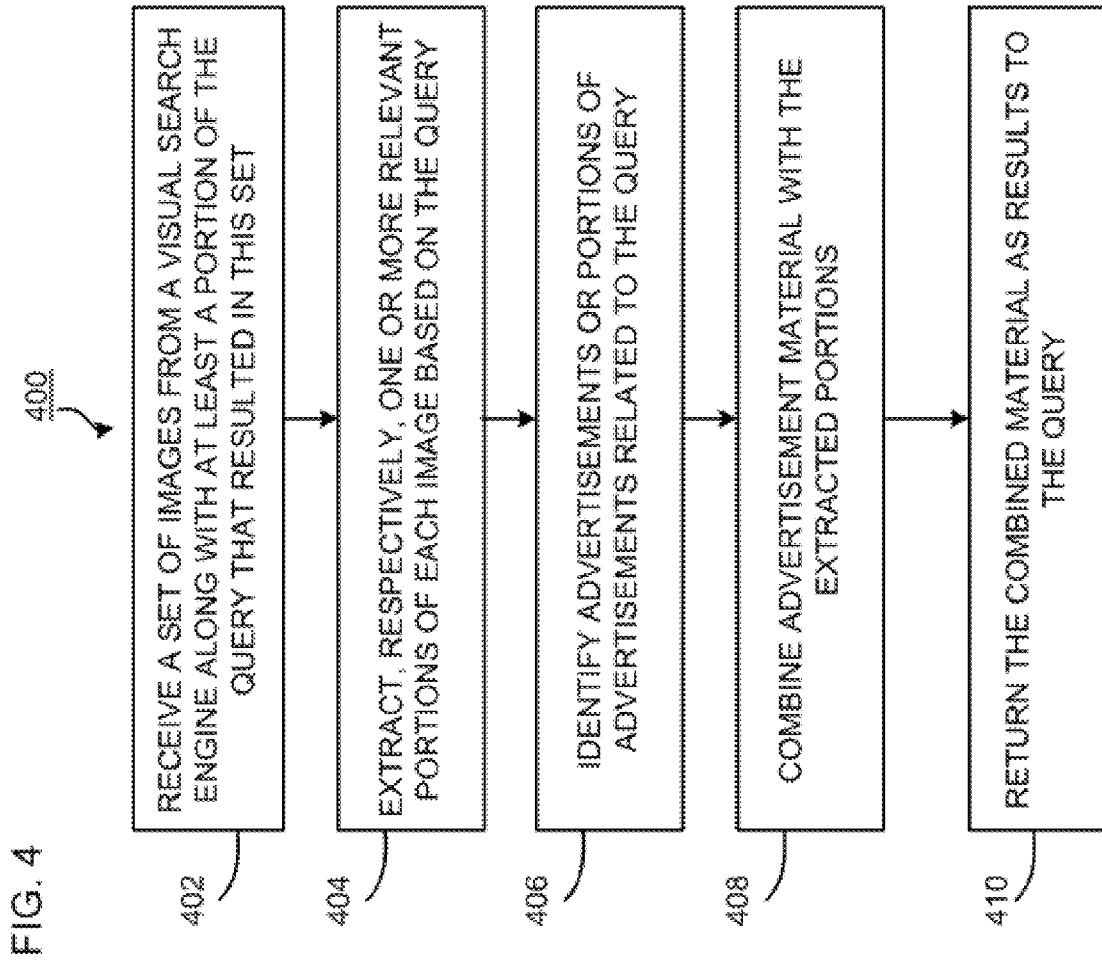 FIG. 4
400
402
RECEIVE A SET OF IMAGES FROM A VISUAL SEARCH
ENGINE ALONG WITH AT LEAST A PORTION OF THE
QUERY THAT RESULTED IN THIS SET
404
EXTRACT, RESPECTIVELY, ONE OR MORE RELEVANT
PORTIONS OF EACH IMAGE BASED ON THE QUERY
406
IDENTIFY ADVERTISEMENTS OR PORTIONS OF
ADVERTISEMENTS RELATED TO THE QUERY
408
COMBINE ADVERTISEMENT MATERIAL WITH THE
EXTRACTED PORTIONS
410
RETURN THE COMBINED MATERIAL AS RESULTS TO
THE QUERY